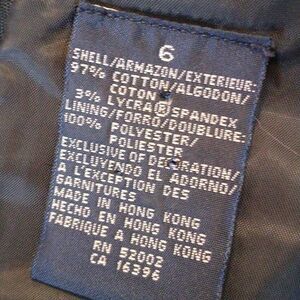 6
SHELL/ARMAZON/EXTERIEUR:
97% COTTON/ALGODON/
COTON
3% LYCRA®SPANDEX
LINING/FORRO/DOUBLURE:
100% POLYESTER/
POLIESTER
EXCLUSIVE OF DECORATION/
EXCLUYENDO EL ADORNO/
A L'EXCEPTION DES
GARNITURES
MADE IN HONG KONG
HECHO EN HONG KONG
FABRIQUE A HONG KONG
RN 52002
CA 16396